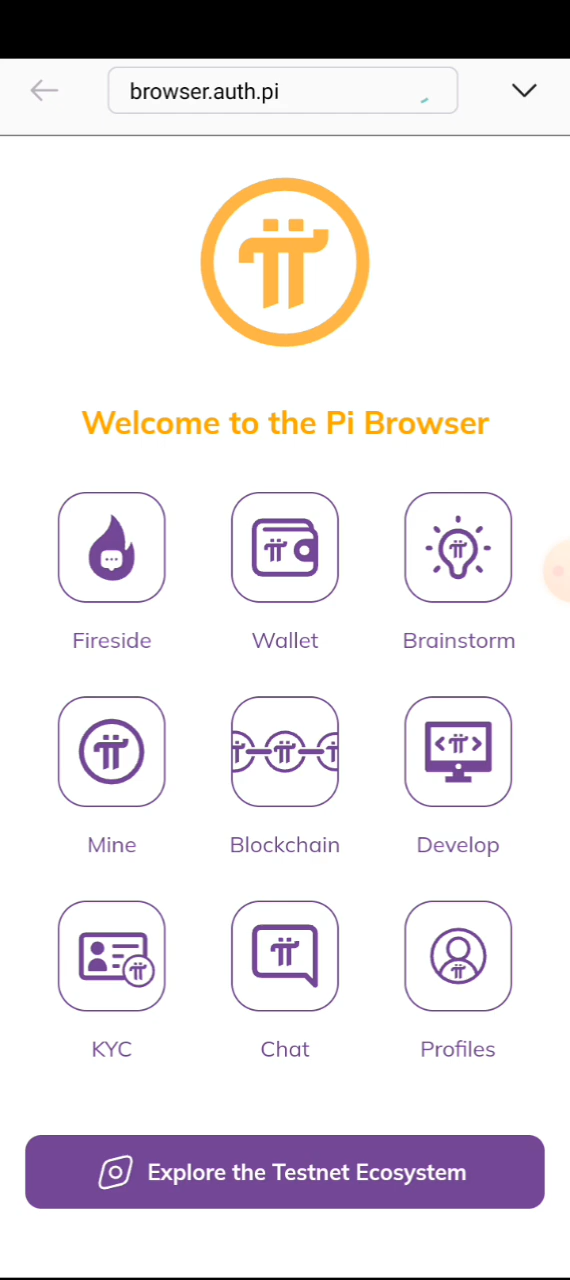 browser.auth.pi
Welcome to the Pi Browser
Fireside
Wallet
Brainstorm
Mine
Blockchain
Develop
KYC
Chat
Profiles
Explore the Testnet Ecosystem